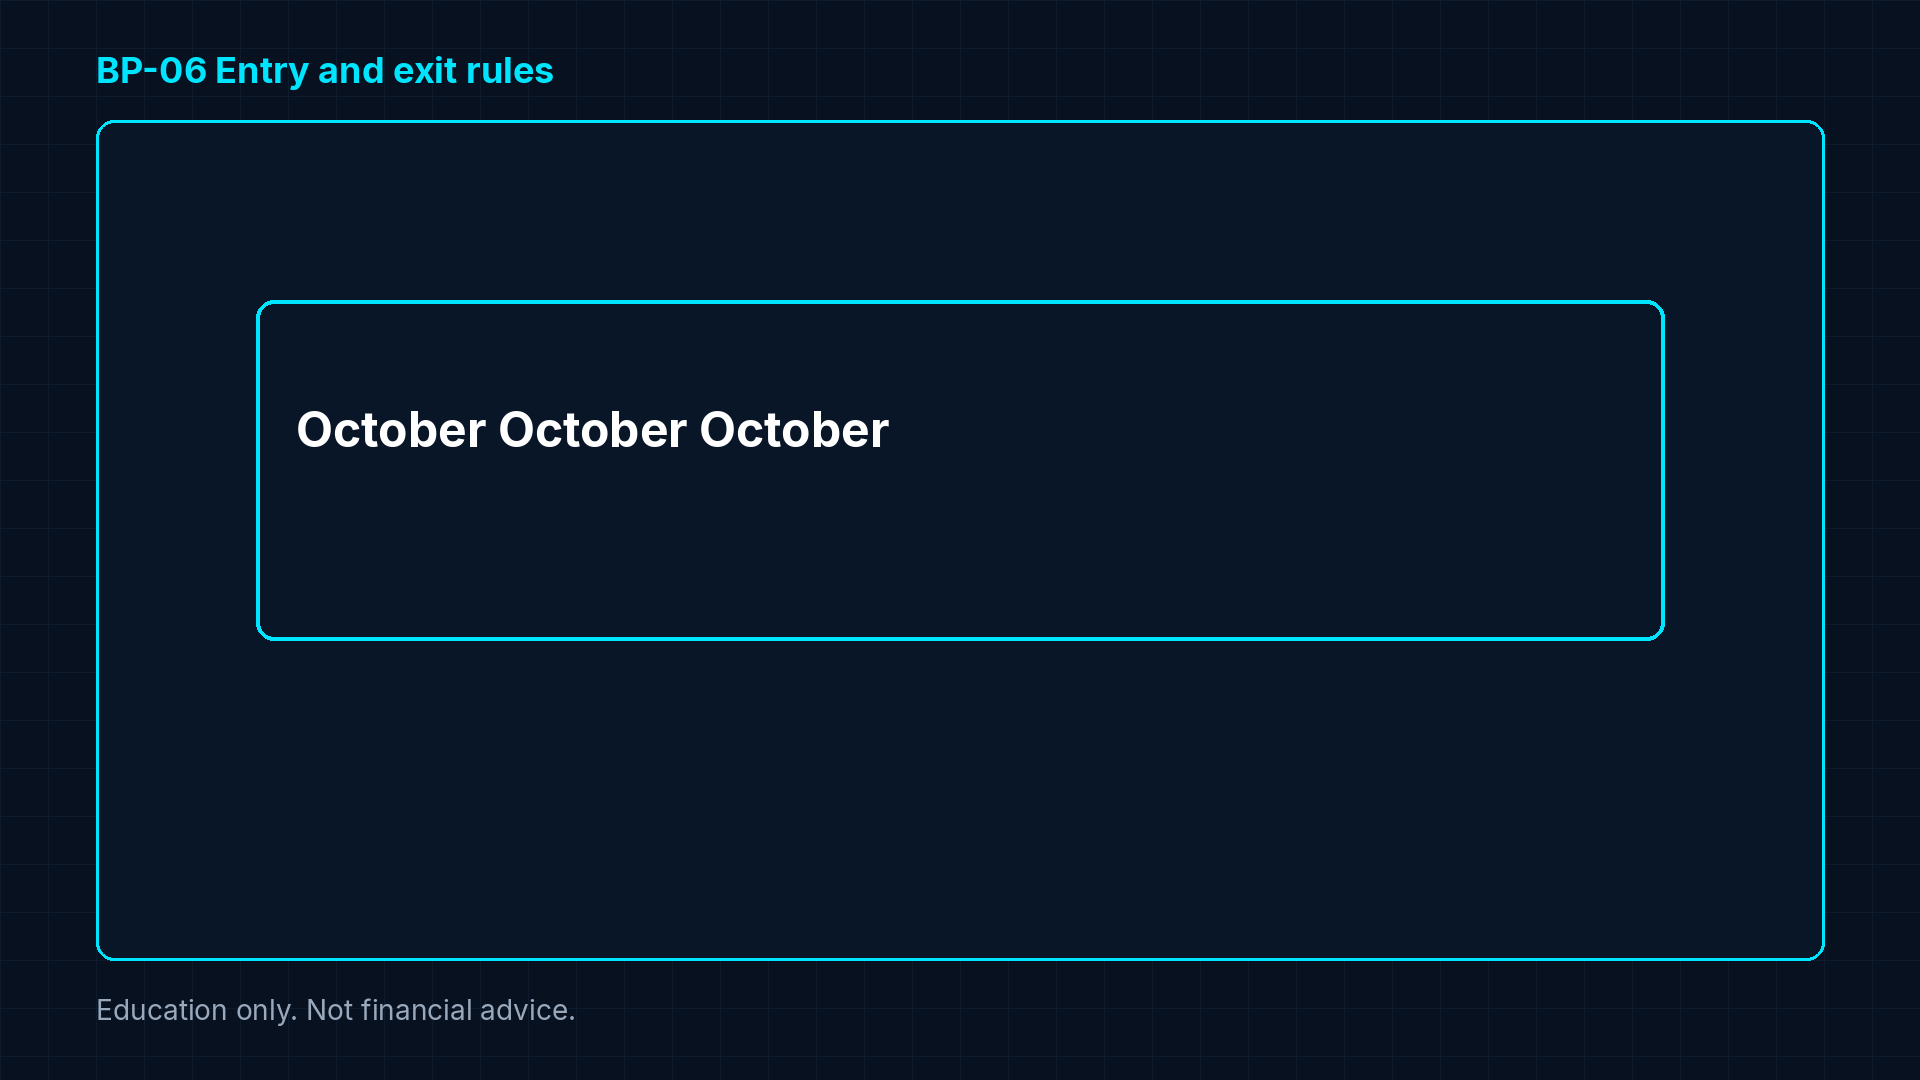 BP-06 Entry and exit rules
October October October
Education only. Not financial advice.